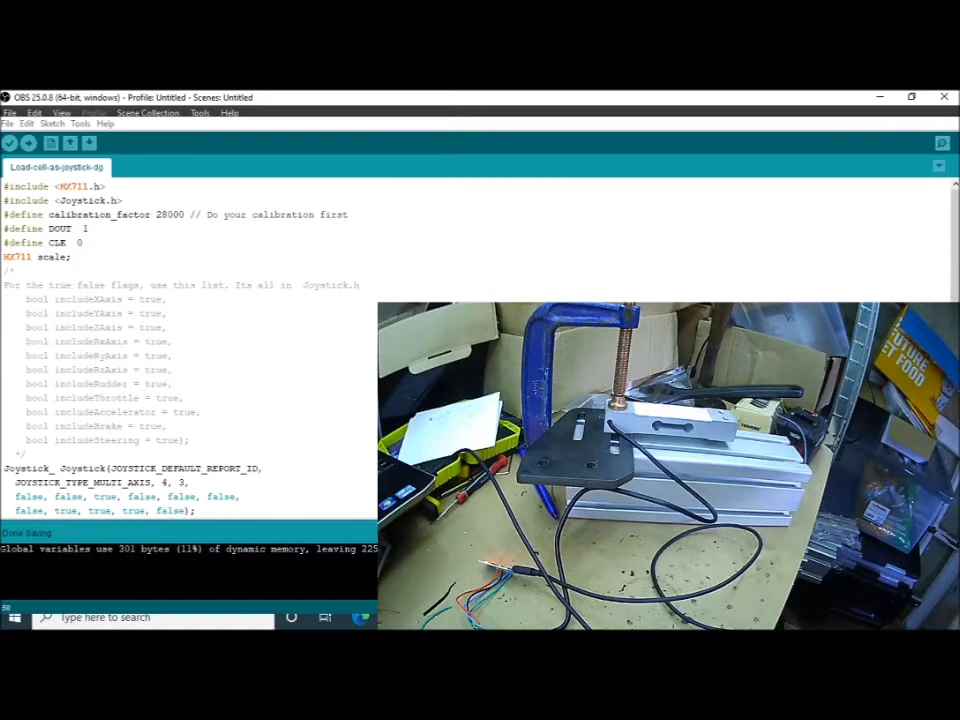 OBS 25.0.8 (64-bit, windows) - Profile: Untitled - Scenes: Untitled
File Edit View Profile Scene Collection Tools Help
File Edit Sketch Tools Help
Load-cell-as-joystick-dg
#include <HX711.h>
#include <Joystick.h>
#define calibration_factor 28000 // Do your calibration first
#define DOUT 1
#define CLK 0
HX711 scale;
/*
For the true false flags, use this list. Its all in Joystick.h
bool includeXAxis = true,
bool includeYAxis = true,
bool includeZAxis = true,
bool includeRxAxis = true,
bool includeRyAxis = true,
bool includeRzAxis = true,
bool includeRudder = true,
bool includeThrottle = true,
bool includeAccelerator = true,
bool includeBrake = true,
bool includeSteering = true);
*/
Joystick_ Joystick(JOYSTICK_DEFAULT_REPORT_ID,
JOYSTICK_TYPE_MULTI_AXIS, 4, 3,
false, false, true, false, false, false,
false, true, true, true, false);
Done Saving
Global variables use 301 bytes (11%) of dynamic memory, leaving 225
58
Type here to search
FUTURE